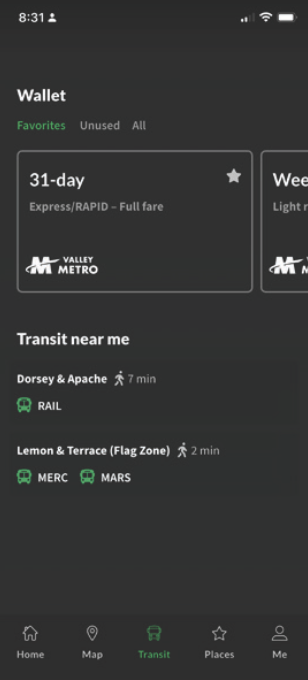 8:31
Wallet
Favorites Unused All
31-day
Express/RAPID – Full fare
VALLEY
METRO
Wee
Light r
Transit near me
Dorsey & Apache 7 min
RAIL
Lemon & Terrace (Flag Zone) 2 min
MERC MARS
Home Map Transit Places Me